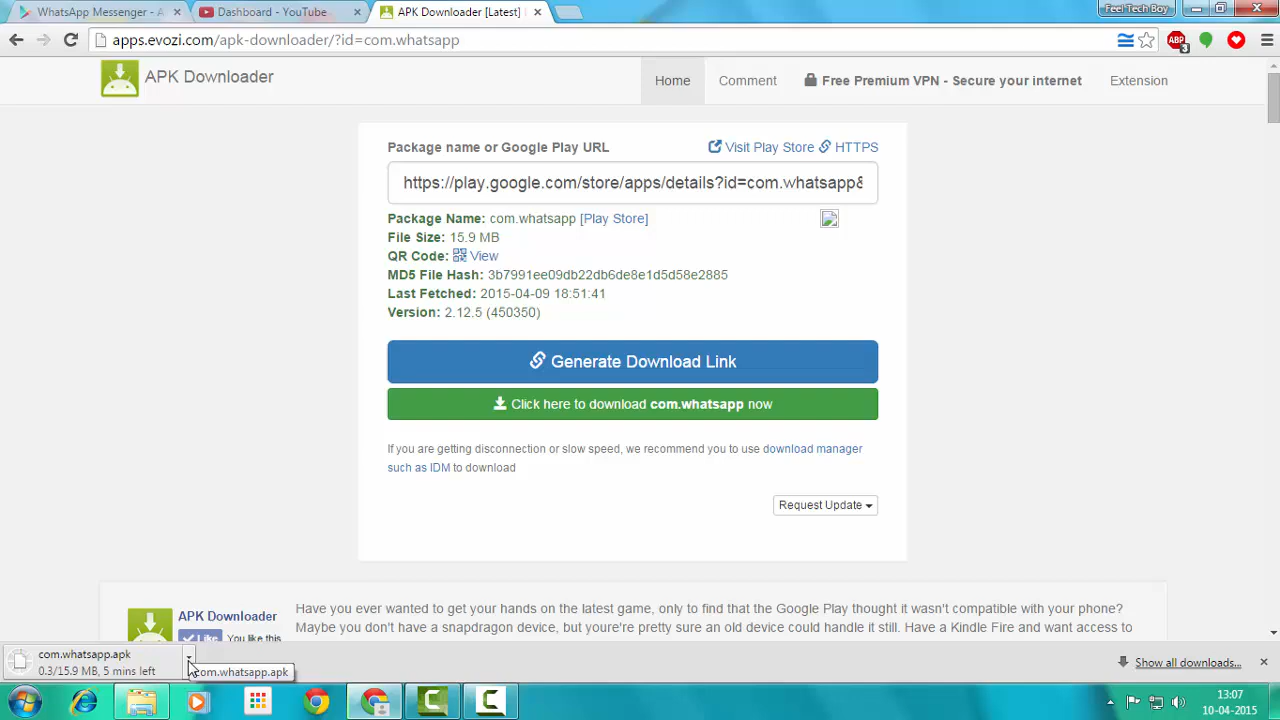 WhatsApp Messenger - A
Dashboard - YouTube
APK Downloader [Latest]
Feel Tech Boy
apps.evozi.com/apk-downloader/?id=com.whatsapp
ABP
3
APK Downloader
Home
Comment
Free Premium VPN - Secure your internet
Extension
Package name or Google Play URL
Visit Play Store
HTTPS
https://play.google.com/store/apps/details?id=com.whatsapp&
Package Name: com.whatsapp [Play Store]
File Size: 15.9 MB
QR Code: View
MD5 File Hash: 3b7991ee09db22db6de8e1d5d58e2885
Last Fetched: 2015-04-09 18:51:41
Version: 2.12.5 (450350)
Generate Download Link
Click here to download com.whatsapp now
If you are getting disconnection or slow speed, we recommend you to use download manager
such as IDM to download
Request Update
APK Downloader
Like
You like this
Have you ever wanted to get your hands on the latest game, only to find that the Google Play thought it wasn't compatible with your phone?
Maybe you don't have a snapdragon device, but you're pretty sure an old device could handle it still. Have a Kindle Fire and want access to
com.whatsapp.apk
0.3/15.9 MB, 5 mins left
com.whatsapp.apk
Show all downloads...
13:07
10-04-2015